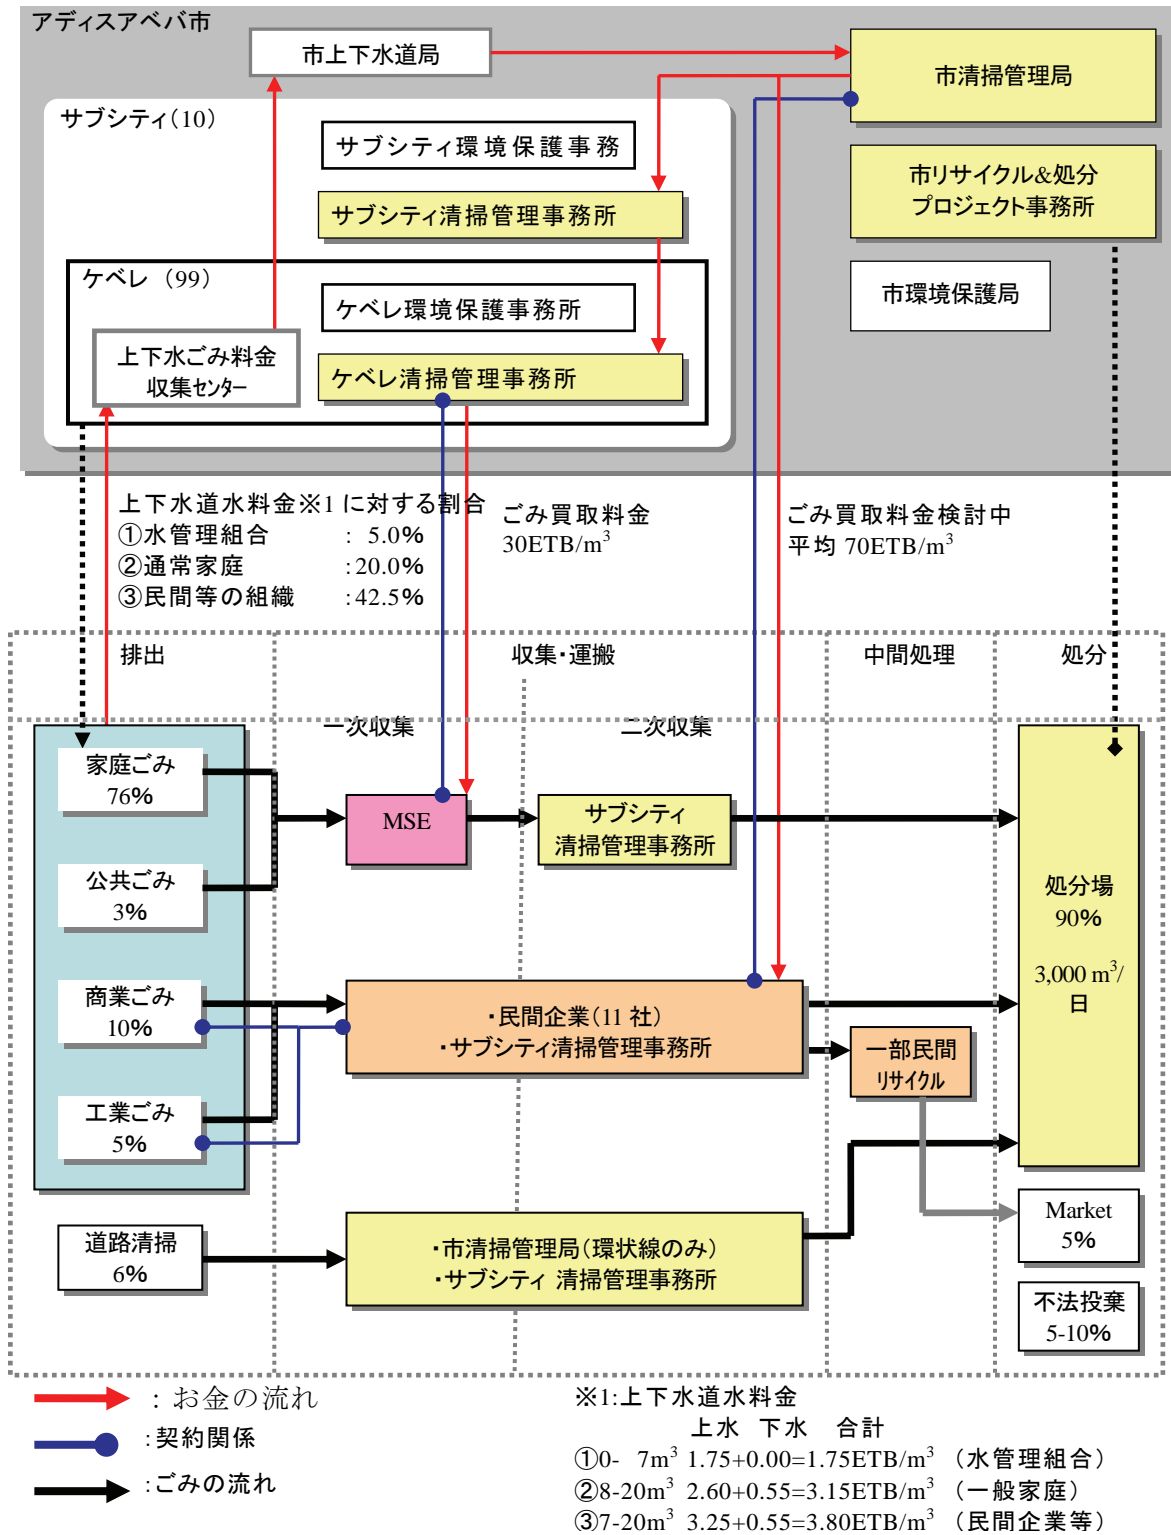 アディスアベバ市
市上下水道局
市清掃管理局
サブシティ(10)
サブシティ環境保護事務
市リサイクル&処分
プロジェクト事務所
サブシティ清掃管理事務所
ケベレ (99)
市環境保護局
ケベレ環境保護事務所
上下水ごみ料金
収集センター
ケベレ清掃管理事務所
上下水道水料金※1に対する割合
①水管理組合 : 5.0%
②通常家庭 :20.0%
③民間等の組織 :42.5%
ごみ買取料金
30ETB/m³
ごみ買取料金検討中
平均 70ETB/m³
排出
収集・運搬
中間処理
処分
一次収集
二次収集
家庭ごみ
76%
MSE
サブシティ
清掃管理事務所
公共ごみ
3%
処分場
90%
3,000 m³/
日
商業ごみ
10%
・民間企業(11 社)
・サブシティ清掃管理事務所
一部民間
リサイクル
工業ごみ
5%
道路清掃
6%
・市清掃管理局(環状線のみ)
・サブシティ 清掃管理事務所
Market
5%
不法投棄
5-10%
: お金の流れ
:契約関係
:ごみの流れ
※1:上下水道水料金
上水 下水 合計
①0- 7m³ 1.75+0.00=1.75ETB/m³ (水管理組合)
②8-20m³ 2.60+0.55=3.15ETB/m³ (一般家庭)
③7-20m³ 3.25+0.55=3.80ETB/m³ (民間企業等)